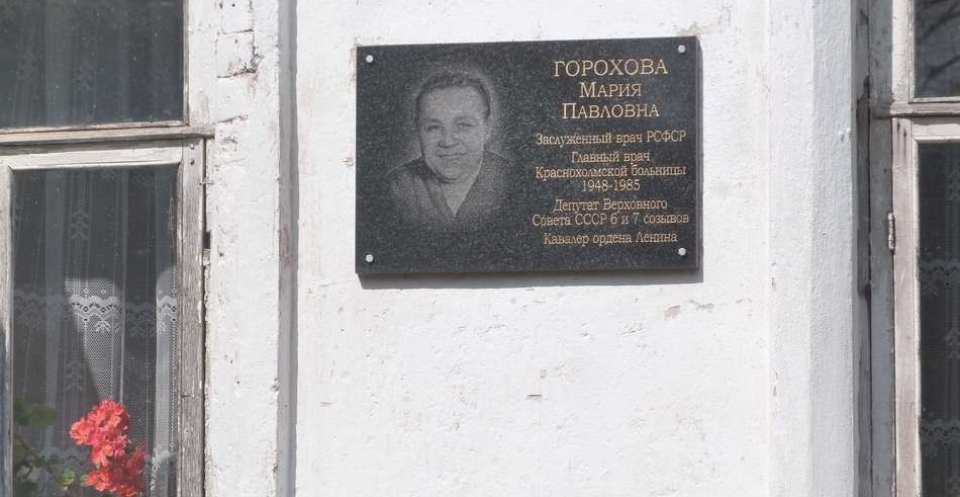 ГОРОХОВА
МАРИЯ
ПАВЛОВНА
Заслуженный врач РСФСР
Главный врач
Краснохолмской больницы
1948-1985
Депутат Верховного
Совета СССР 6 и 7 созывов
Кавалер ордена Ленина